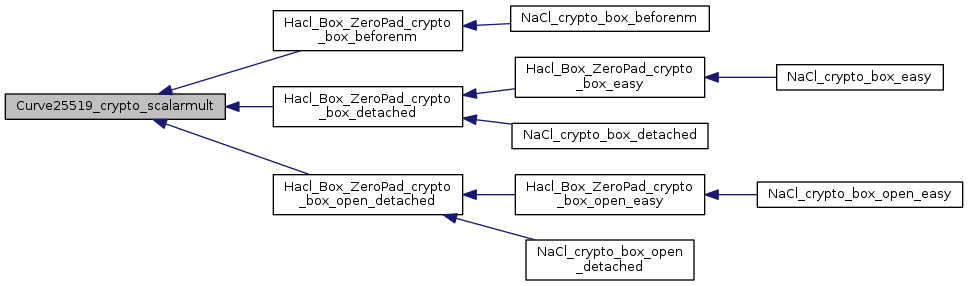 Curve25519_crypto_scalarmult
Hacl_Box_ZeroPad_crypto
_box_beforenm
NaCl_crypto_box_beforenm
Hacl_Box_ZeroPad_crypto
_box_detached
Hacl_Box_ZeroPad_crypto
_box_easy
NaCl_crypto_box_easy
NaCl_crypto_box_detached
Hacl_Box_ZeroPad_crypto
_box_open_detached
Hacl_Box_ZeroPad_crypto
_box_open_easy
NaCl_crypto_box_open_easy
NaCl_crypto_box_open
_detached